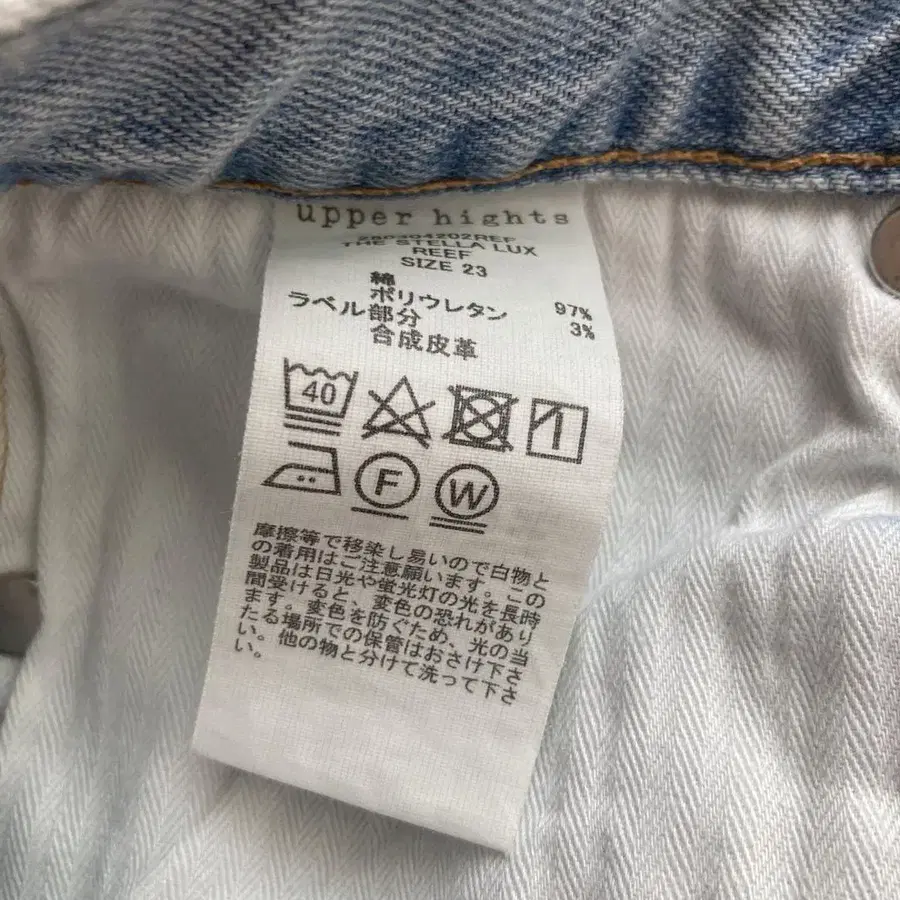 upper hights
280304202REF
THE STELLA LUX
REEF
SIZE 23
綿 97%
ポリウレタン 3%
ラベル部分
合成皮革
40
F W
摩擦等で移染し易いので白物と
の着用はご注意願います。この
製品は日光や蛍光灯の光を長時
間受けると、変色の恐れがあり
ます。変色を防ぐため、光の当
たる場所での保管はおさけ下さ
い。他の物と分けて洗って下さ
い。